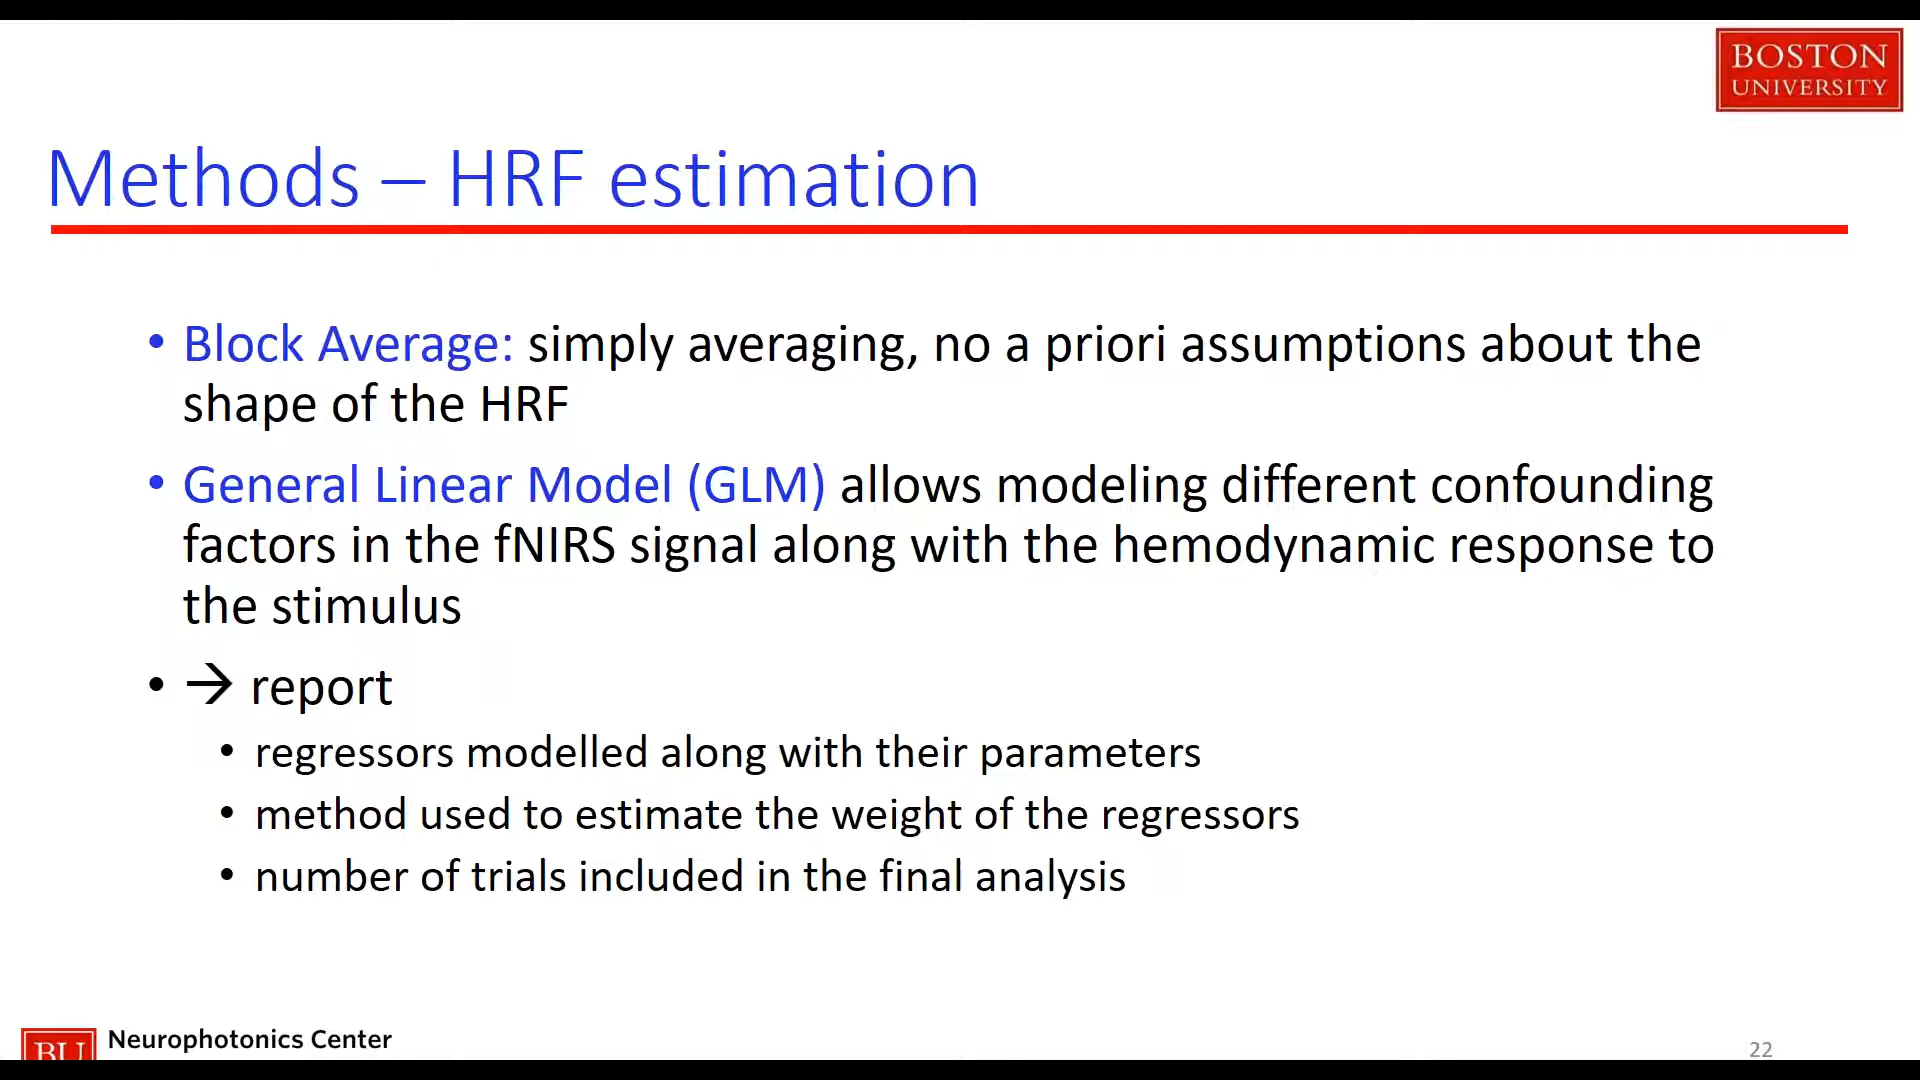 BOSTON
UNIVERSITY
Methods – HRF estimation
• Block Average: simply averaging, no a priori assumptions about the
shape of the HRF
• General Linear Model (GLM) allows modeling different confounding
factors in the fNIRS signal along with the hemodynamic response to
the stimulus
• → report
• regressors modelled along with their parameters
• method used to estimate the weight of the regressors
• number of trials included in the final analysis
BU Neurophotonics Center
22